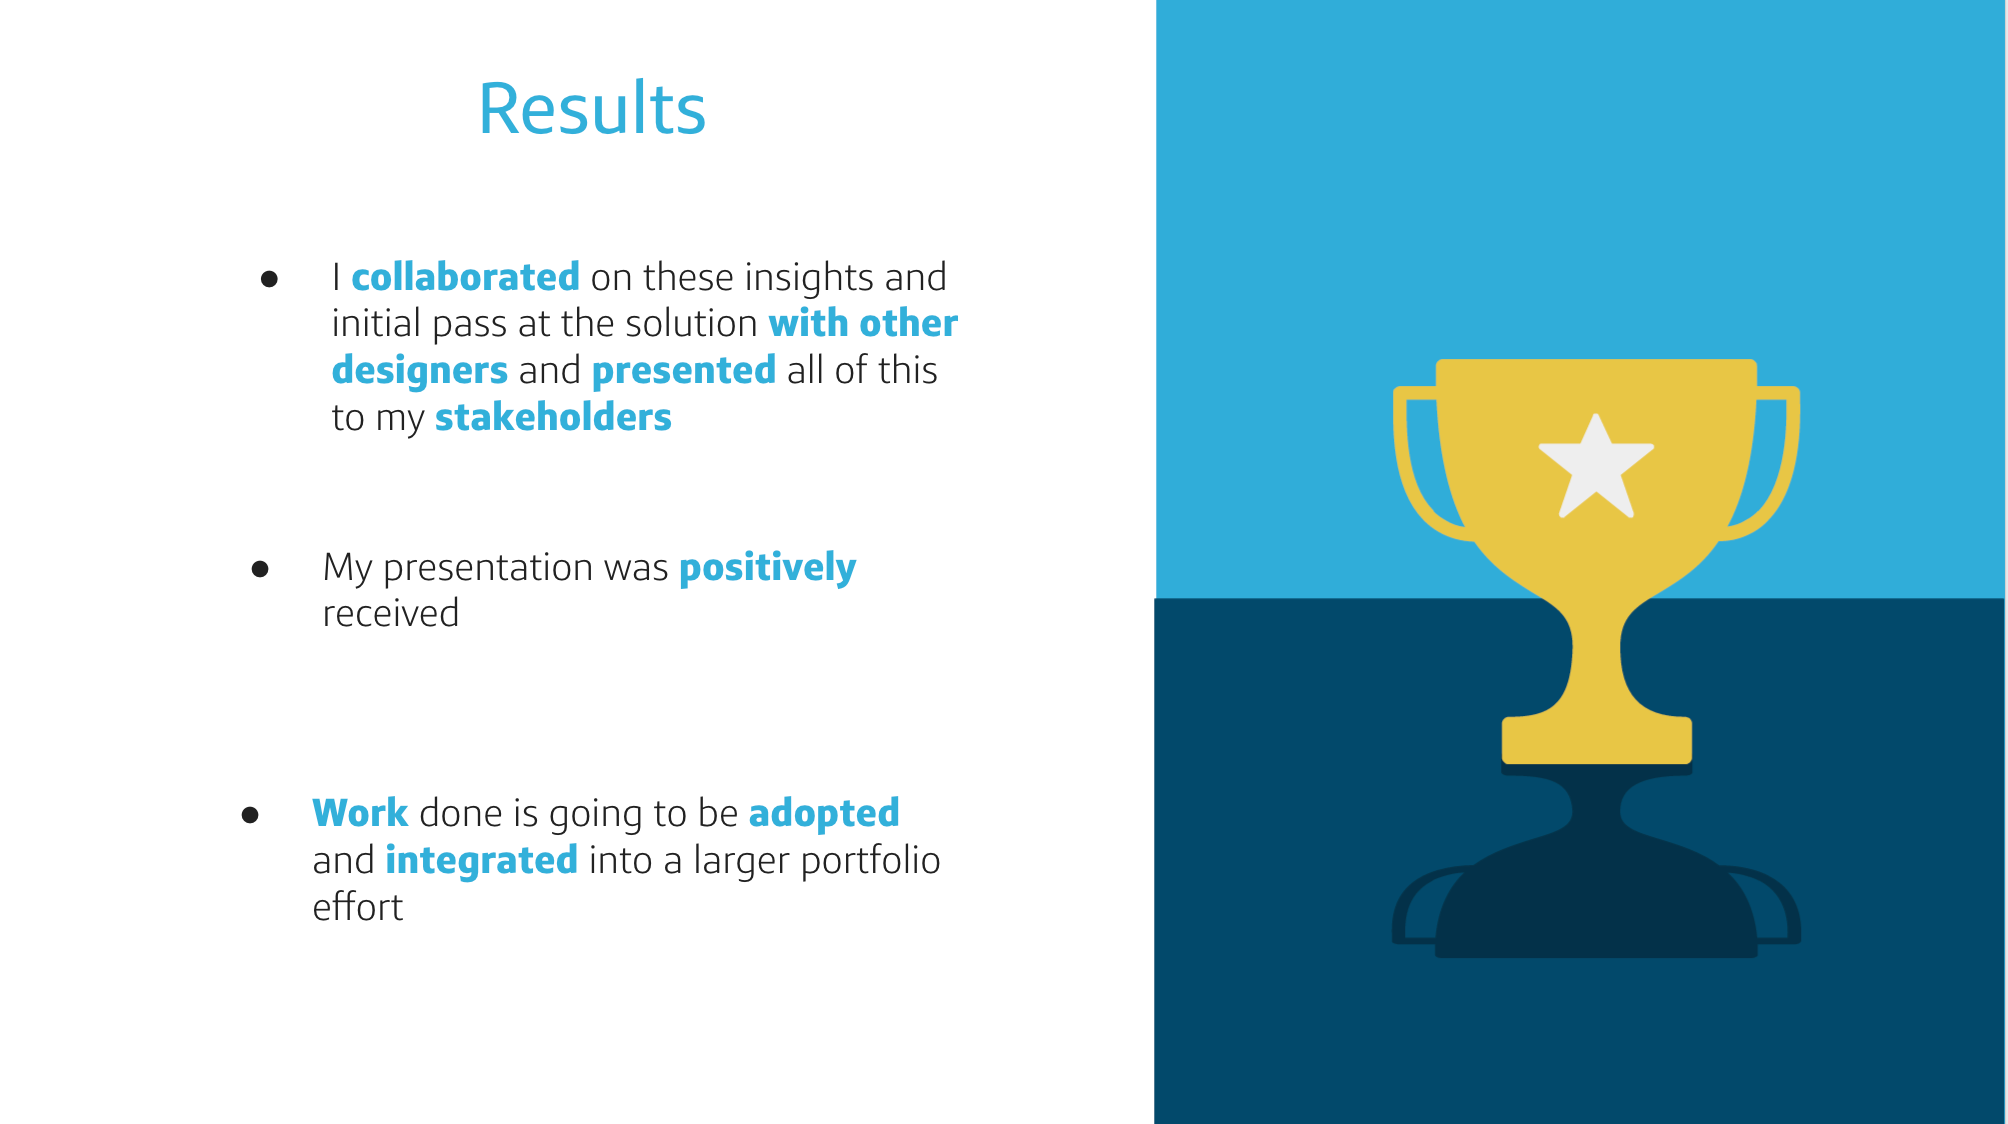 Results
● I collaborated on these insights and
initial pass at the solution with other
designers and presented all of this
to my stakeholders
● My presentation was positively
received
● Work done is going to be adopted
and integrated into a larger portfolio
effort